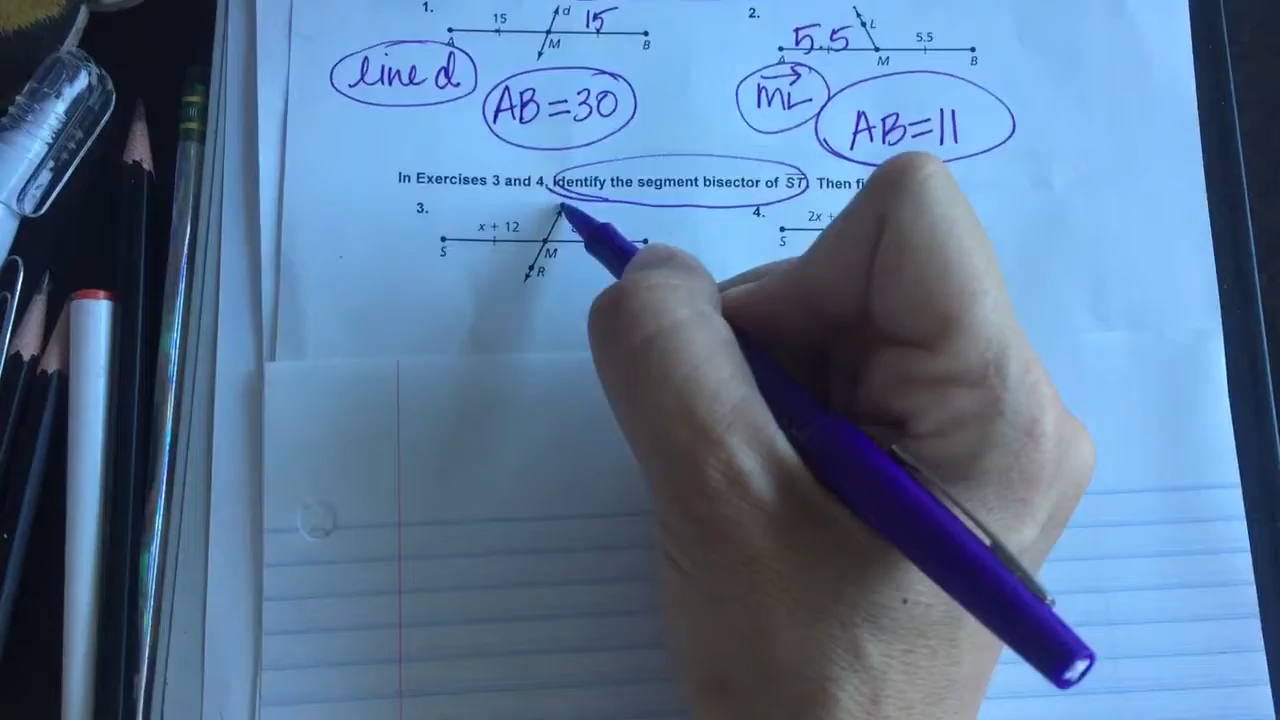 1.
15
d
15
A
M
B
line d
AB=30
2.
5.5
L
5.5
A
M
B
ML
AB=11
In Exercises 3 and 4, identify the segment bisector of ST. Then
3.
x + 12
S
M
R
4.
2x +
S